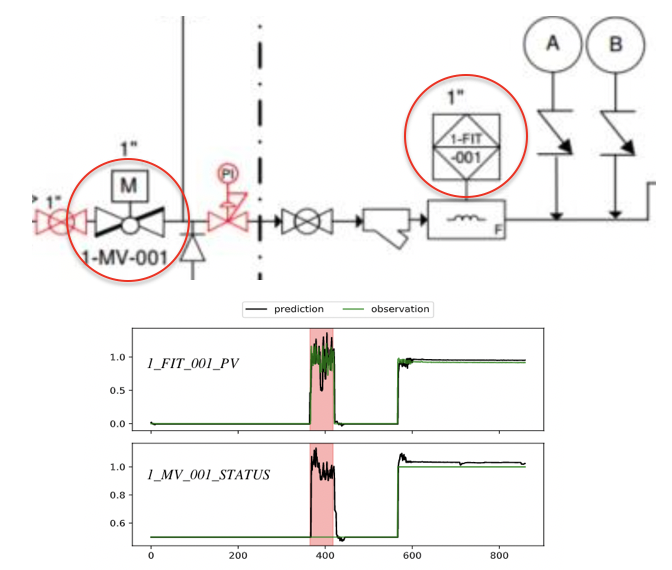 A B
1"
1-FIT
-001
1"
M
PI
1"
1-MV-001
F
prediction observation
1_FIT_001_PV
1.0
0.5
0.0
1_MV_001_STATUS
1.0
0.8
0.6
0 200 400 600 800